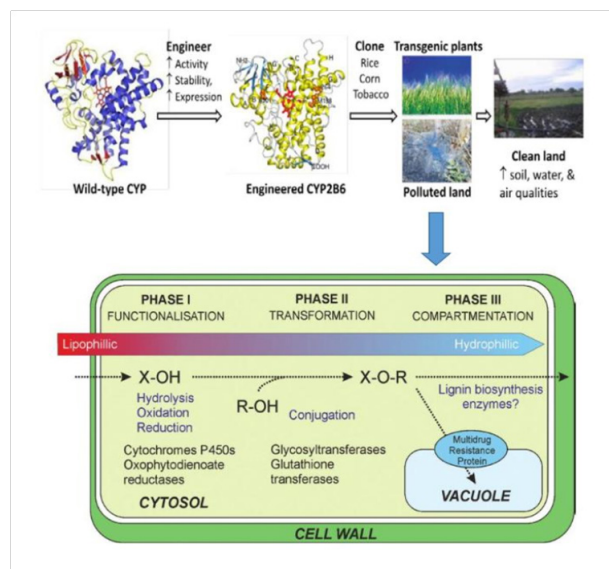 Engineer
↑ Activity
↑ Stability,
↑ Expression
Clone
Rice
Corn
Tobacco
Transgenic plants
Wild-type CYP
Engineered CYP2B6
Polluted land
Clean land
↑ soil, water, &
air qualities
PHASE I
FUNCTIONALISATION
PHASE II
TRANSFORMATION
PHASE III
COMPARTMENTATION
Lipophillic
Hydrophillic
X-OH
X-O-R
Hydrolysis
Oxidation
Reduction
R-OH
Conjugation
Lignin biosynthesis
enzymes?
Cytochromes P450s
Oxophytodienoate
reductases
Glycosyltransferases
Glutathione
transferases
Multidrug
Resistance
Protein
CYTOSOL
VACUOLE
CELL WALL